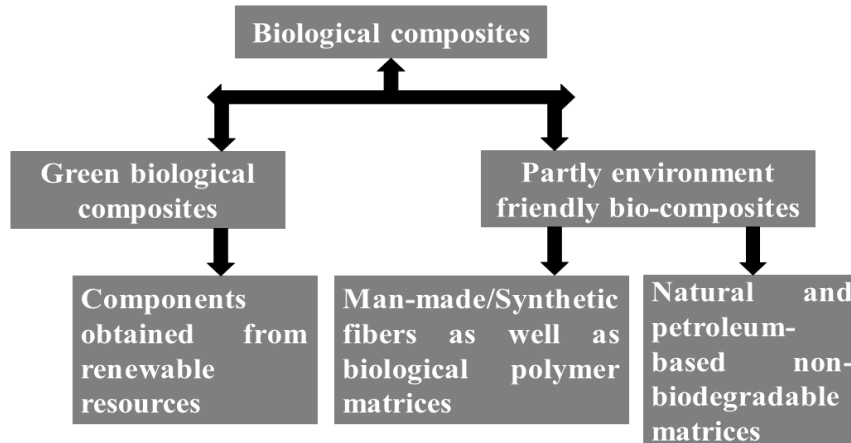 Biological composites
Green biological
composites
Partly environment
friendly bio-composites
Components
obtained from
renewable
resources
Man-made/Synthetic
fibers as well as
biological polymer
matrices
Natural and
petroleum-
based non-
biodegradable
matrices